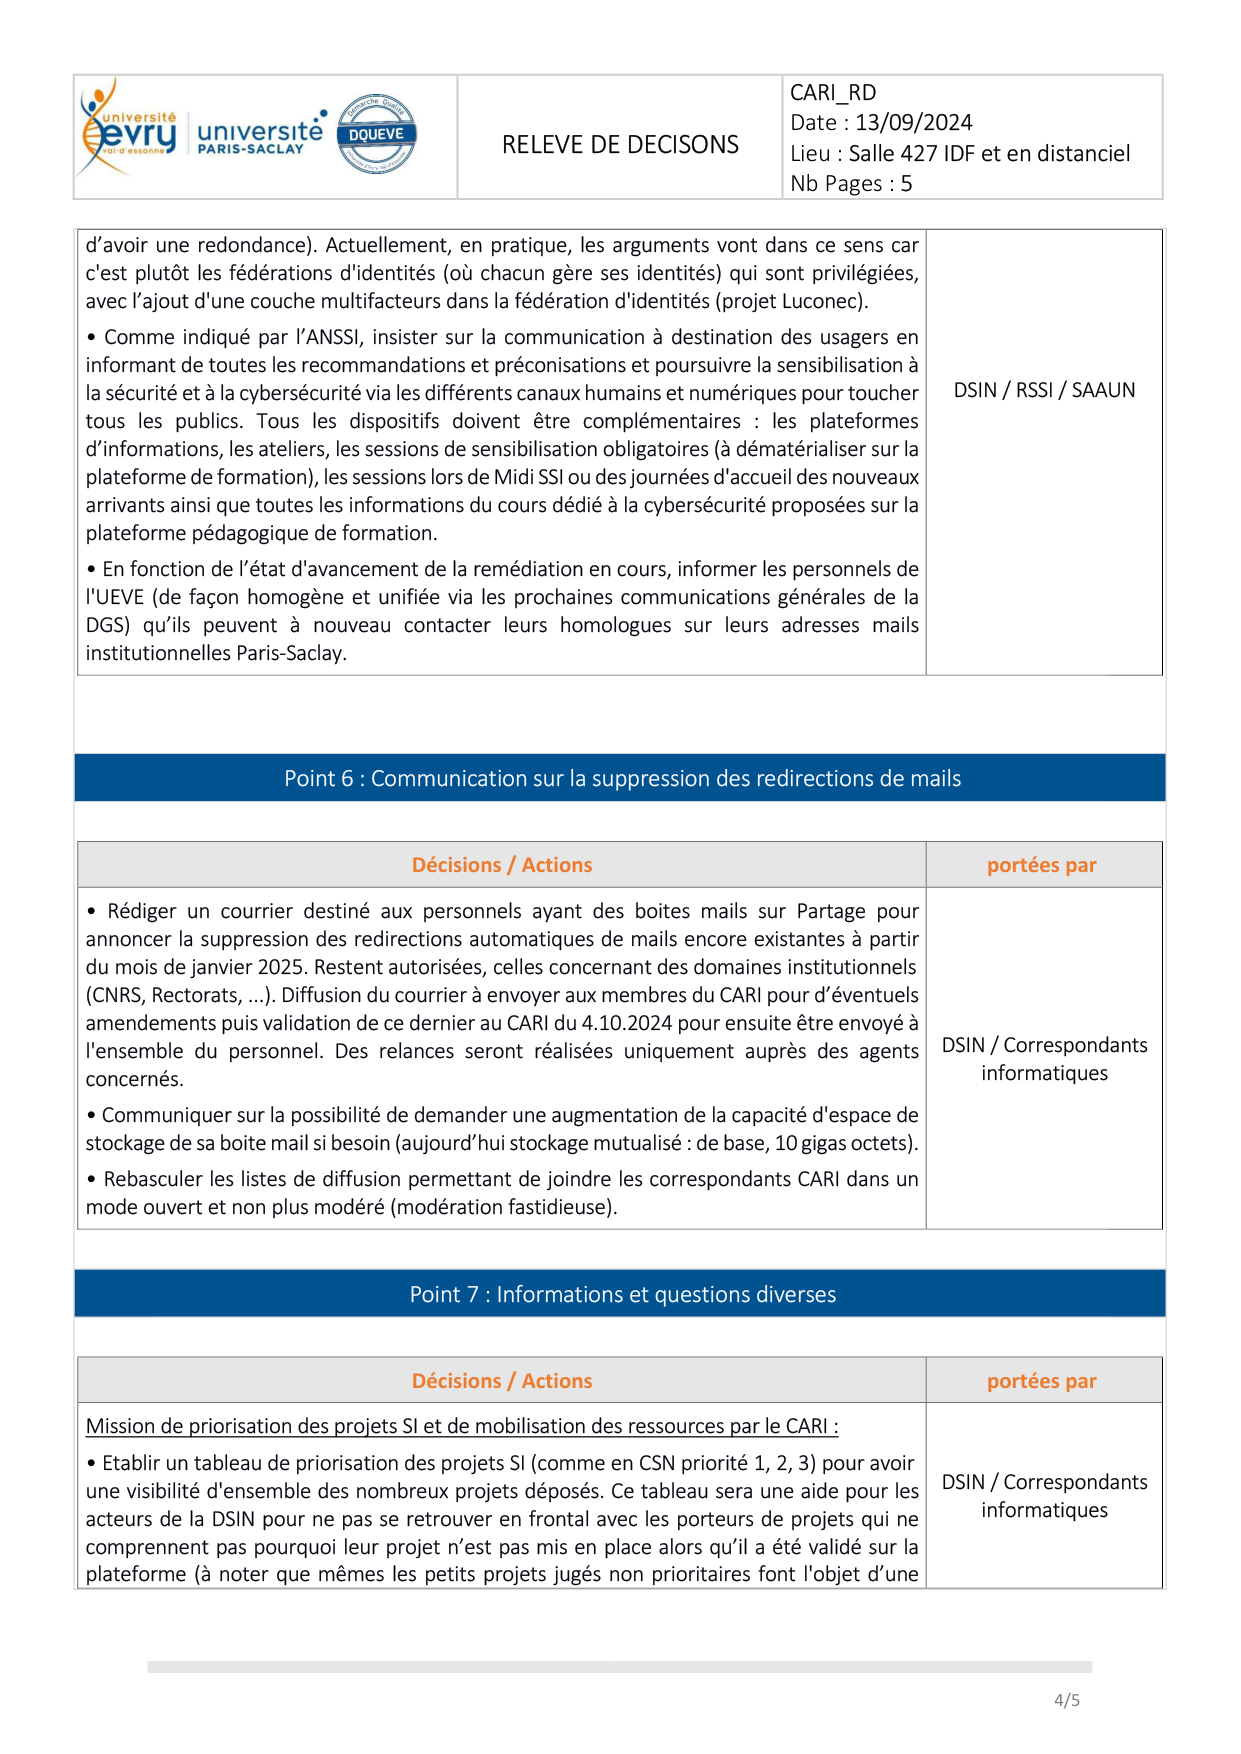 université
evry
val-d'essonne
université
PARIS-SACLAY
Démarche Qualité
DQUEVE
RELEVE DE DECISONS
CARI_RD
Date : 13/09/2024
Lieu : Salle 427 IDF et en distanciel
Nb Pages : 5
d’avoir une redondance). Actuellement, en pratique, les arguments vont dans ce sens car
c'est plutôt les fédérations d'identités (où chacun gère ses identités) qui sont privilégiées,
avec l’ajout d'une couche multifacteurs dans la fédération d'identités (projet Luconec).
• Comme indiqué par l’ANSSI, insister sur la communication à destination des usagers en
informant de toutes les recommandations et préconisations et poursuivre la sensibilisation à
la sécurité et à la cybersécurité via les différents canaux humains et numériques pour toucher
tous les publics. Tous les dispositifs doivent être complémentaires : les plateformes
d’informations, les ateliers, les sessions de sensibilisation obligatoires (à dématérialiser sur la
plateforme de formation), les sessions lors de Midi SSI ou des journées d'accueil des nouveaux
arrivants ainsi que toutes les informations du cours dédié à la cybersécurité proposées sur la
plateforme pédagogique de formation.
• En fonction de l’état d'avancement de la remédiation en cours, informer les personnels de
l'UEVE (de façon homogène et unifiée via les prochaines communications générales de la
DGS) qu’ils peuvent à nouveau contacter leurs homologues sur leurs adresses mails
institutionnelles Paris-Saclay.
DSIN / RSSI / SAAUN
Point 6 : Communication sur la suppression des redirections de mails
Décisions / Actions
portées par
• Rédiger un courrier destiné aux personnels ayant des boites mails sur Partage pour
annoncer la suppression des redirections automatiques de mails encore existantes à partir
du mois de janvier 2025. Restent autorisées, celles concernant des domaines institutionnels
(CNRS, Rectorats, ...). Diffusion du courrier à envoyer aux membres du CARI pour d’éventuels
amendements puis validation de ce dernier au CARI du 4.10.2024 pour ensuite être envoyé à
l'ensemble du personnel. Des relances seront réalisées uniquement auprès des agents
concernés.
• Communiquer sur la possibilité de demander une augmentation de la capacité d'espace de
stockage de sa boite mail si besoin (aujourd’hui stockage mutualisé : de base, 10 gigas octets).
• Rebasculer les listes de diffusion permettant de joindre les correspondants CARI dans un
mode ouvert et non plus modéré (modération fastidieuse).
DSIN / Correspondants
informatiques
Point 7 : Informations et questions diverses
Décisions / Actions
portées par
Mission de priorisation des projets SI et de mobilisation des ressources par le CARI :
• Etablir un tableau de priorisation des projets SI (comme en CSN priorité 1, 2, 3) pour avoir
une visibilité d'ensemble des nombreux projets déposés. Ce tableau sera une aide pour les
acteurs de la DSIN pour ne pas se retrouver en frontal avec les porteurs de projets qui ne
comprennent pas pourquoi leur projet n’est pas mis en place alors qu’il a été validé sur la
plateforme (à noter que mêmes les petits projets jugés non prioritaires font l'objet d’une
DSIN / Correspondants
informatiques
4/5